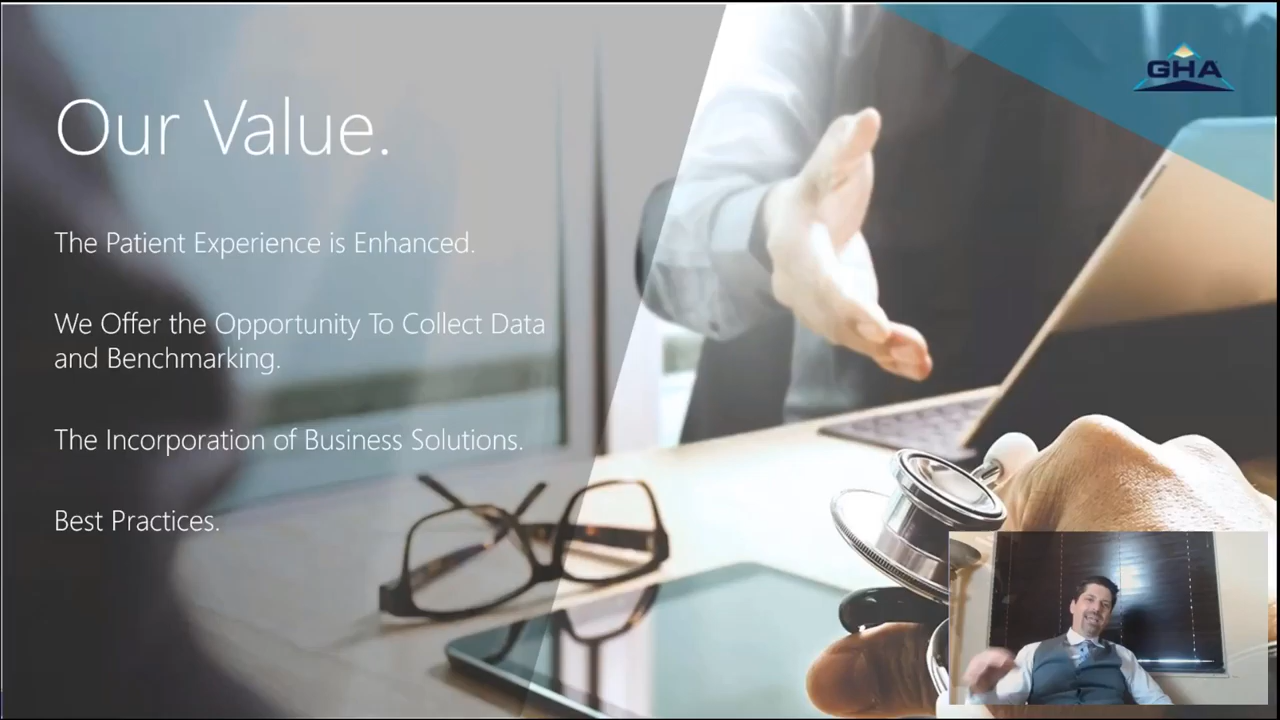 GHA
Our Value.
The Patient Experience is Enhanced.
We Offer the Opportunity To Collect Data
and Benchmarking.
The Incorporation of Business Solutions.
Best Practices.